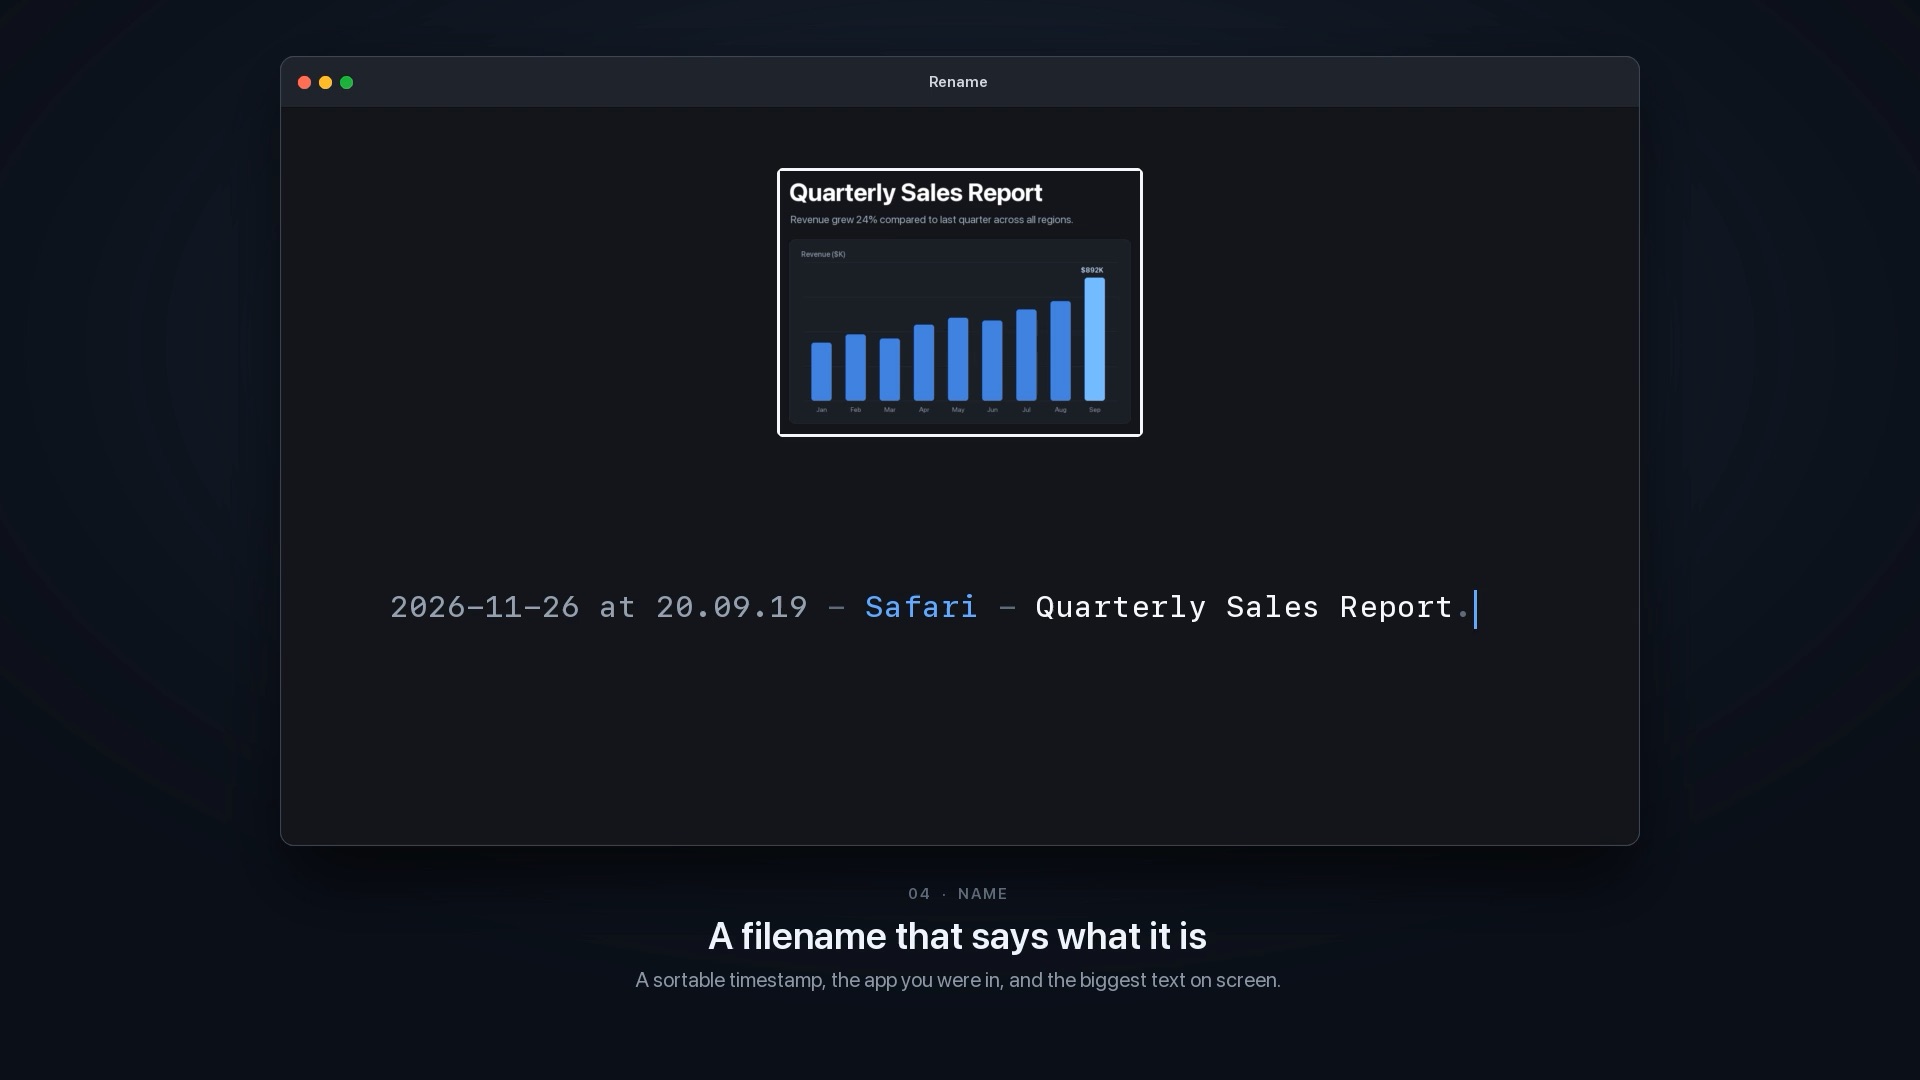 Rename
Quarterly Sales Report
Revenue grew 24% compared to last quarter across all regions.
Revenue ($K)
$892K
Jan Feb Mar Apr May Jun Jul Aug Sep
2026-11-26 at 20.09.19 – Safari – Quarterly Sales Report.
04 · NAME
A filename that says what it is
A sortable timestamp, the app you were in, and the biggest text on screen.